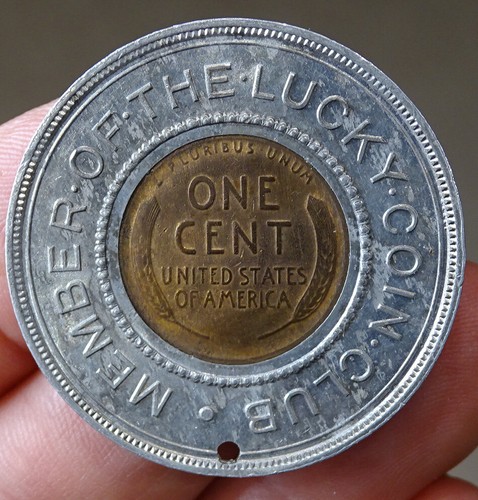 MEMBER·OF·THE·LUCKY·COIN·CLUB·
E PLURIBUS UNUM
ONE
CENT
UNITED STATES
OF AMERICA